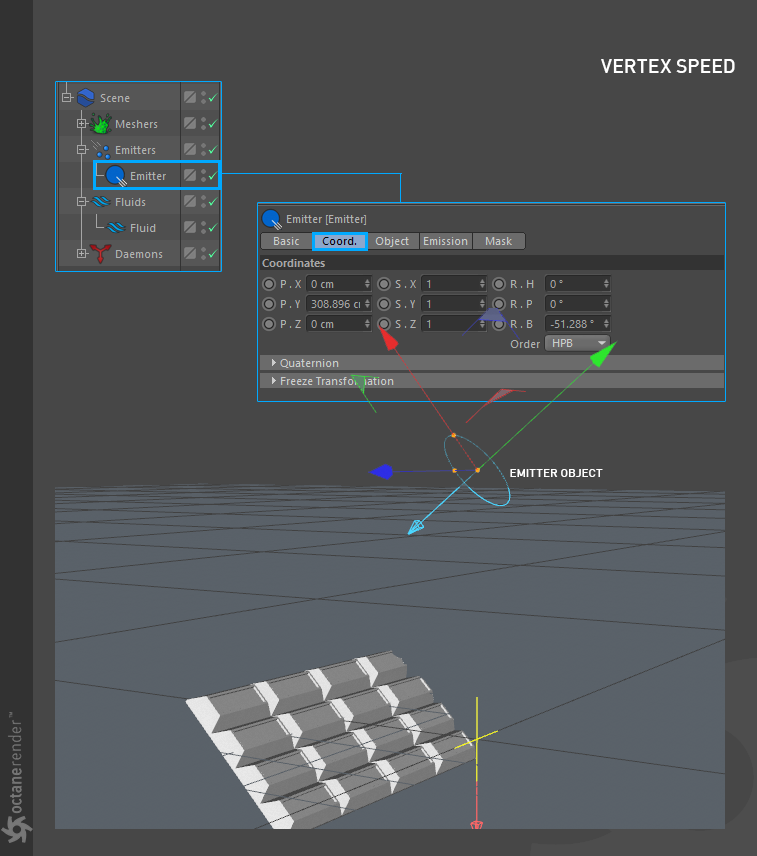 VERTEX SPEED
Scene
Meshers
Emitters
Emitter
Fluids
Fluid
Daemons
Emitter [Emitter]
Basic Coord. Object Emission Mask
Coordinates
P . X 0 cm S . X 1 R . H 0 °
P . Y 308.896 cm S . Y 1 R . P 0 °
P . Z 0 cm S . Z 1 R . B -51.288 °
Order HPB
Quaternion
Freeze Transformation
EMITTER OBJECT
octanerender™